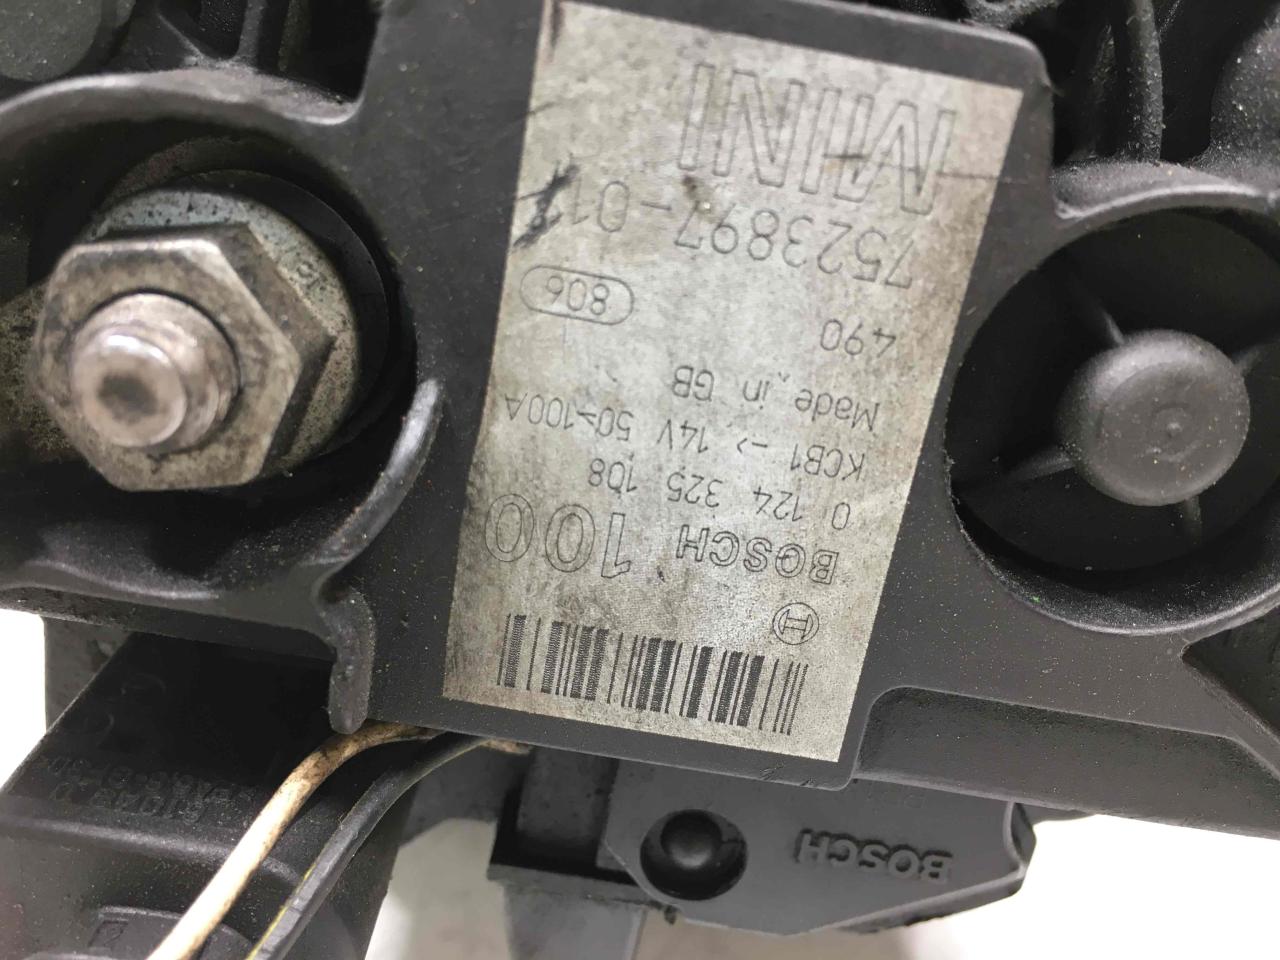 MINI
7523897-01
806
490
Made in GB
KCB1 -> 14V 50>100A
0 124 325 108
BOSCH 100
BOSCH